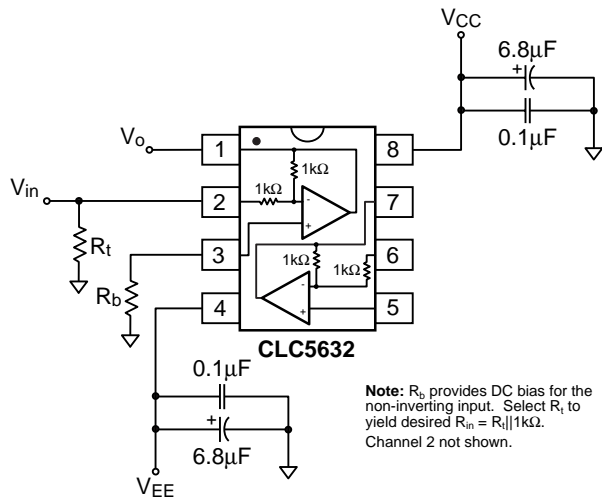 VCC
6.8µF
+
0.1µF
Vo
1
8
1kΩ
Vin
2
1kΩ
-
7
+
Rt
3
6
1kΩ
1kΩ
Rb
-
4
+
5
CLC5632
0.1µF
+
6.8µF
VEE
Note: Rb provides DC bias for the
non-inverting input. Select Rt to
yield desired Rin = Rt||1kΩ.
Channel 2 not shown.